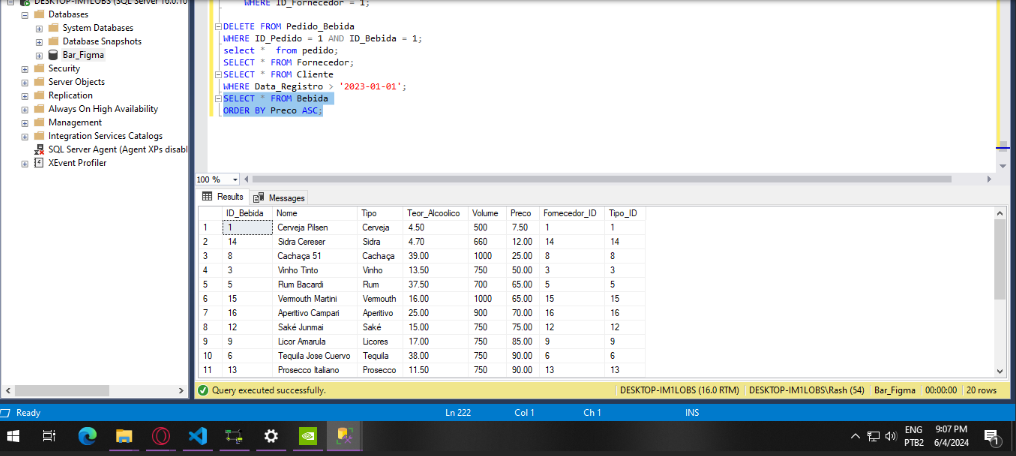 DESKTOP-IM1LOBS (SQL Server 16.0.10
Databases
System Databases
Database Snapshots
Bar_Figma
Security
Server Objects
Replication
Always On High Availability
Management
Integration Services Catalogs
SQL Server Agent (Agent XPs disabl
XEvent Profiler
WHERE ID_Fornecedor = 1;
DELETE FROM Pedido_Bebida
WHERE ID_Pedido = 1 AND ID_Bebida = 1;
select * from pedido;
SELECT * FROM Fornecedor;
SELECT * FROM Cliente
WHERE Data_Registro > '2023-01-01';
SELECT * FROM Bebida
ORDER BY Preco ASC;
100 %
Results Messages
ID_Bebida Nome Tipo Teor_Alcoolico Volume Preco Fornecedor_ID Tipo_ID
1 1 Cerveja Pilsen Cerveja 4.50 500 7.50 1 1
2 14 Sidra Cereser Sidra 4.70 660 12.00 14 14
3 8 Cachaça 51 Cachaça 39.00 1000 25.00 8 8
4 3 Vinho Tinto Vinho 13.50 750 50.00 3 3
5 5 Rum Bacardi Rum 37.50 700 65.00 5 5
6 15 Vermouth Martini Vermouth 16.00 1000 65.00 15 15
7 16 Aperitivo Campari Aperitivo 25.00 900 70.00 16 16
8 12 Saké Junmai Saké 15.00 750 75.00 12 12
9 9 Licor Amarula Licores 17.00 750 85.00 9 9
10 6 Tequila Jose Cuervo Tequila 38.00 750 90.00 6 6
11 13 Prosecco Italiano Prosecco 11.50 750 90.00 13 13
Query executed successfully. DESKTOP-IM1LOBS (16.0 RTM) DESKTOP-IM1LOBS\Rash (54) Bar_Figma 00:00:00 20 rows
Ready Ln 222 Col 1 Ch 1 INS
ENG 9:07 PM
PTB2 6/4/2024
1